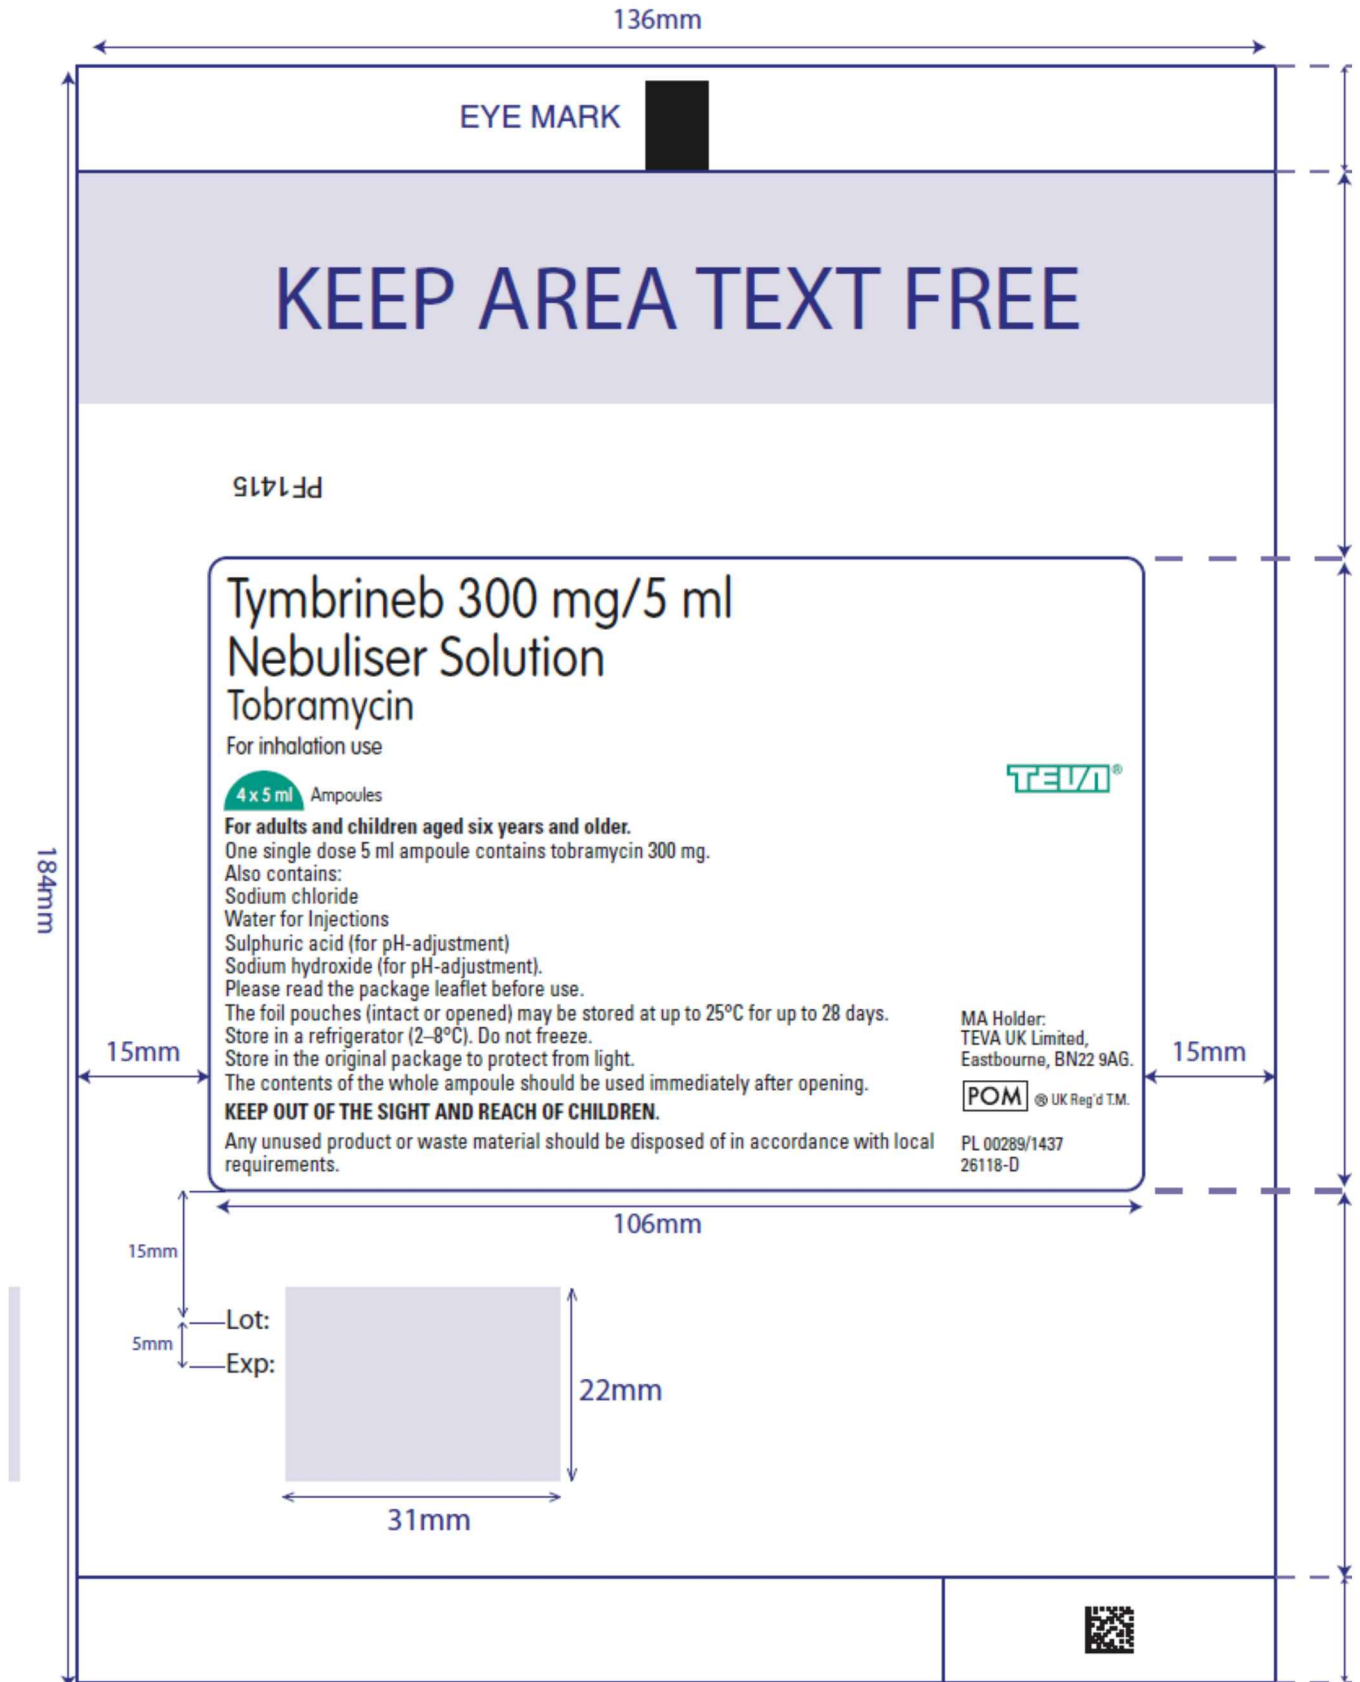 136mm
EYE MARK
KEEP AREA TEXT FREE
PF1415
Tymbrineb 300 mg/5 ml
Nebuliser Solution
Tobramycin
For inhalation use
4 x 5 ml Ampoules
TEVA®
For adults and children aged six years and older.
One single dose 5 ml ampoule contains tobramycin 300 mg.
Also contains:
Sodium chloride
Water for Injections
Sulphuric acid (for pH-adjustment)
Sodium hydroxide (for pH-adjustment).
Please read the package leaflet before use.
The foil pouches (intact or opened) may be stored at up to 25°C for up to 28 days.
Store in a refrigerator (2–8°C). Do not freeze.
Store in the original package to protect from light.
The contents of the whole ampoule should be used immediately after opening.
KEEP OUT OF THE SIGHT AND REACH OF CHILDREN.
Any unused product or waste material should be disposed of in accordance with local
requirements.
MA Holder:
TEVA UK Limited,
Eastbourne, BN22 9AG.
POM ® UK Reg'd T.M.
PL 00289/1437
26118-D
184mm
15mm
15mm
106mm
15mm
5mm
Lot:
Exp:
22mm
31mm